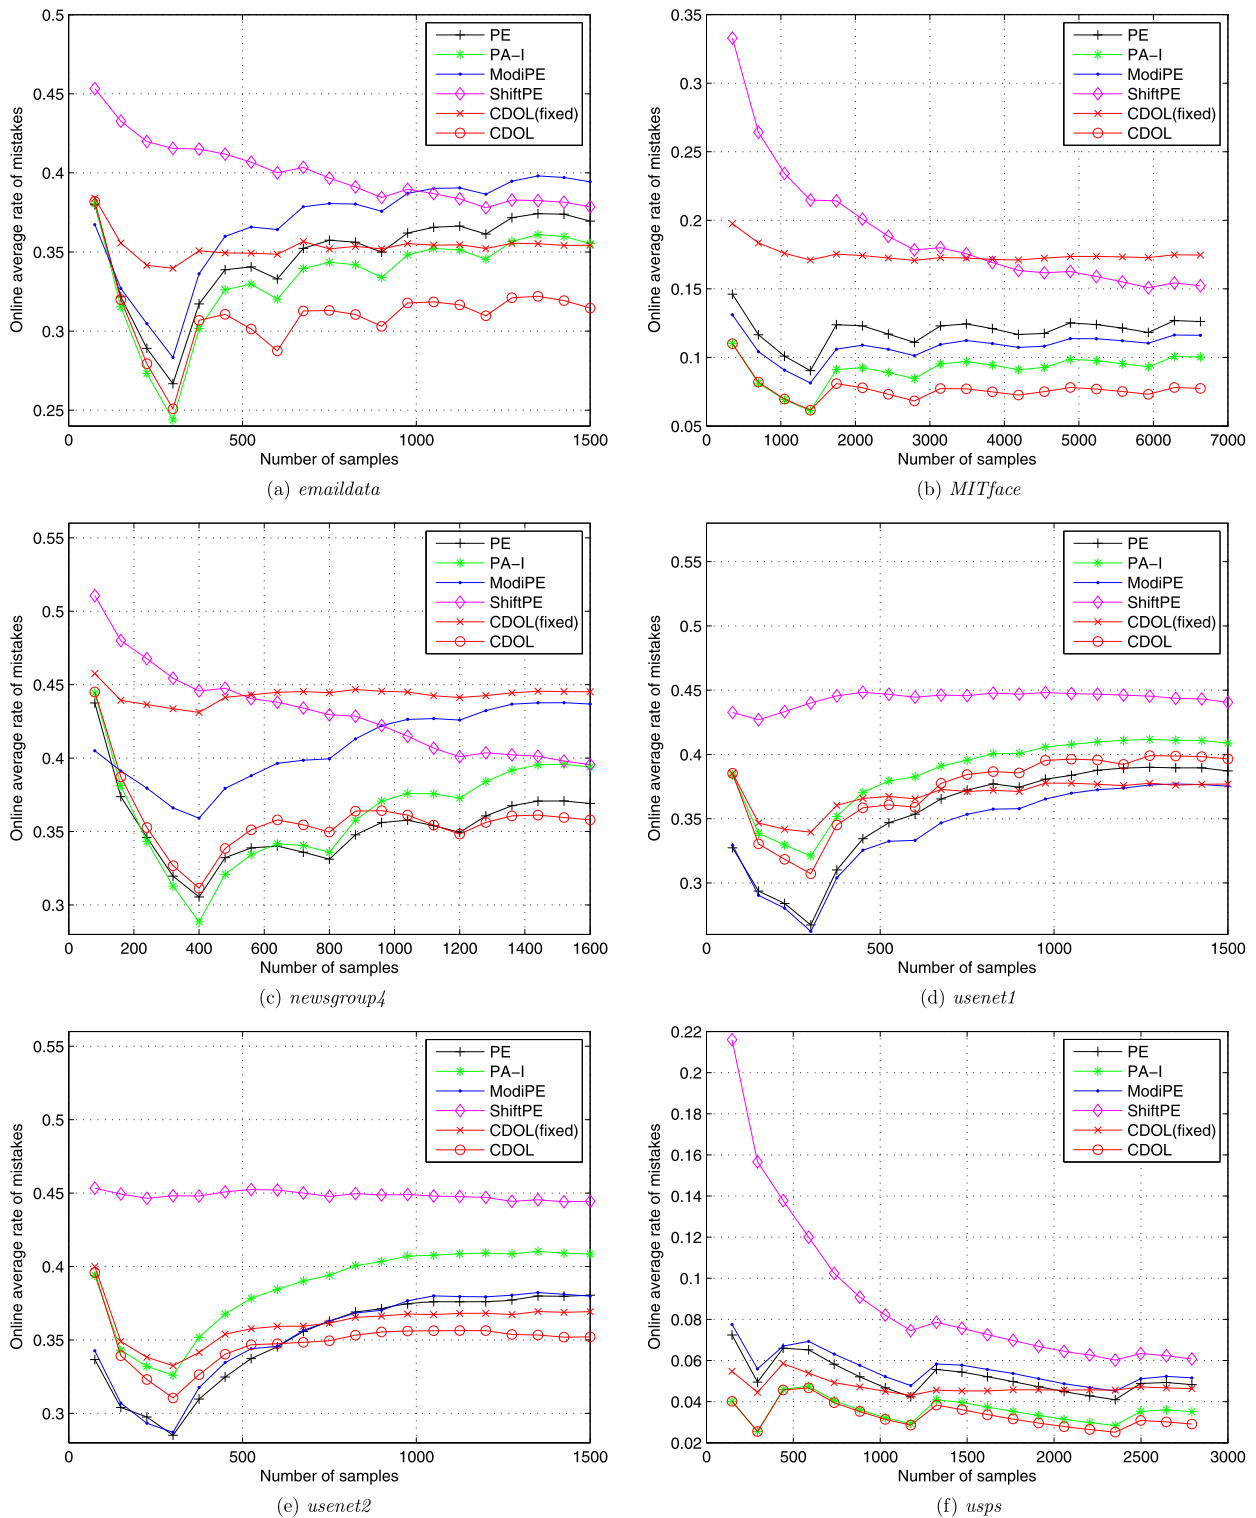 0.5
0.45
0.4
0.35
0.3
0.25
0
500
1000
1500
Online average rate of mistakes
Number of samples
PE
PA−I
ModiPE
ShiftPE
CDOL(fixed)
CDOL
(a) emaildata
0.35
0.3
0.25
0.2
0.15
0.1
0.05
0
1000
2000
3000
4000
5000
6000
7000
Online average rate of mistakes
Number of samples
PE
PA−I
ModiPE
ShiftPE
CDOL(fixed)
CDOL
(b) MITface
0.55
0.5
0.45
0.4
0.35
0.3
0
200
400
600
800
1000
1200
1400
1600
Online average rate of mistakes
Number of samples
PE
PA−I
ModiPE
ShiftPE
CDOL(fixed)
CDOL
(c) newsgroup4
0.55
0.5
0.45
0.4
0.35
0.3
0
500
1000
1500
Online average rate of mistakes
Number of samples
PE
PA−I
ModiPE
ShiftPE
CDOL(fixed)
CDOL
(d) usenet1
0.55
0.5
0.45
0.4
0.35
0.3
0
500
1000
1500
Online average rate of mistakes
Number of samples
PE
PA−I
ModiPE
ShiftPE
CDOL(fixed)
CDOL
(e) usenet2
0.22
0.2
0.18
0.16
0.14
0.12
0.1
0.08
0.06
0.04
0.02
0
500
1000
1500
2000
2500
3000
Online average rate of mistakes
Number of samples
PE
PA−I
ModiPE
ShiftPE
CDOL(fixed)
CDOL
(f) usps